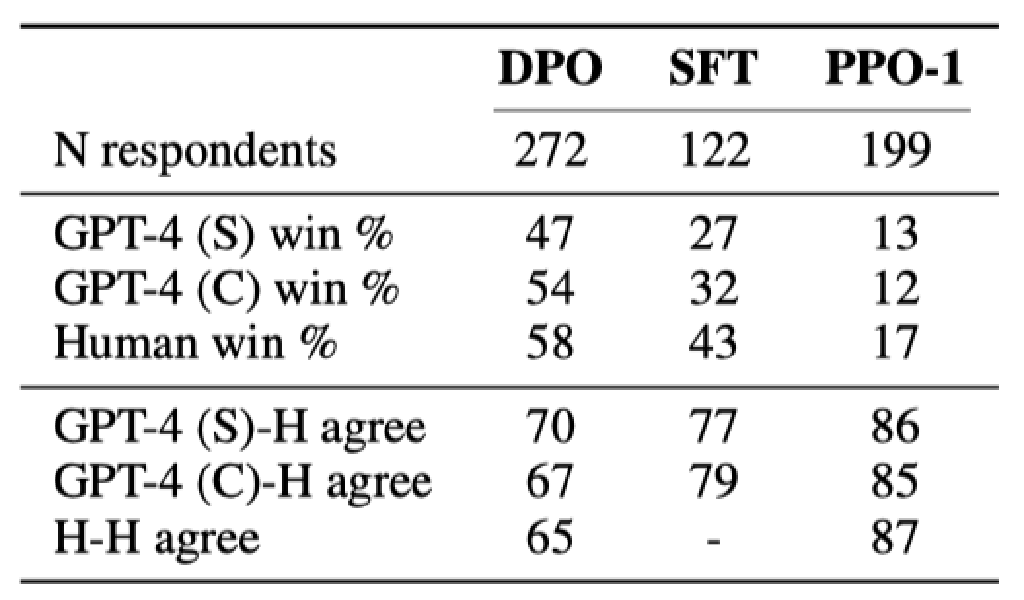 DPO SFT PPO-1
N respondents 272 122 199
GPT-4 (S) win % 47 27 13
GPT-4 (C) win % 54 32 12
Human win % 58 43 17
GPT-4 (S)-H agree 70 77 86
GPT-4 (C)-H agree 67 79 85
H-H agree 65 - 87